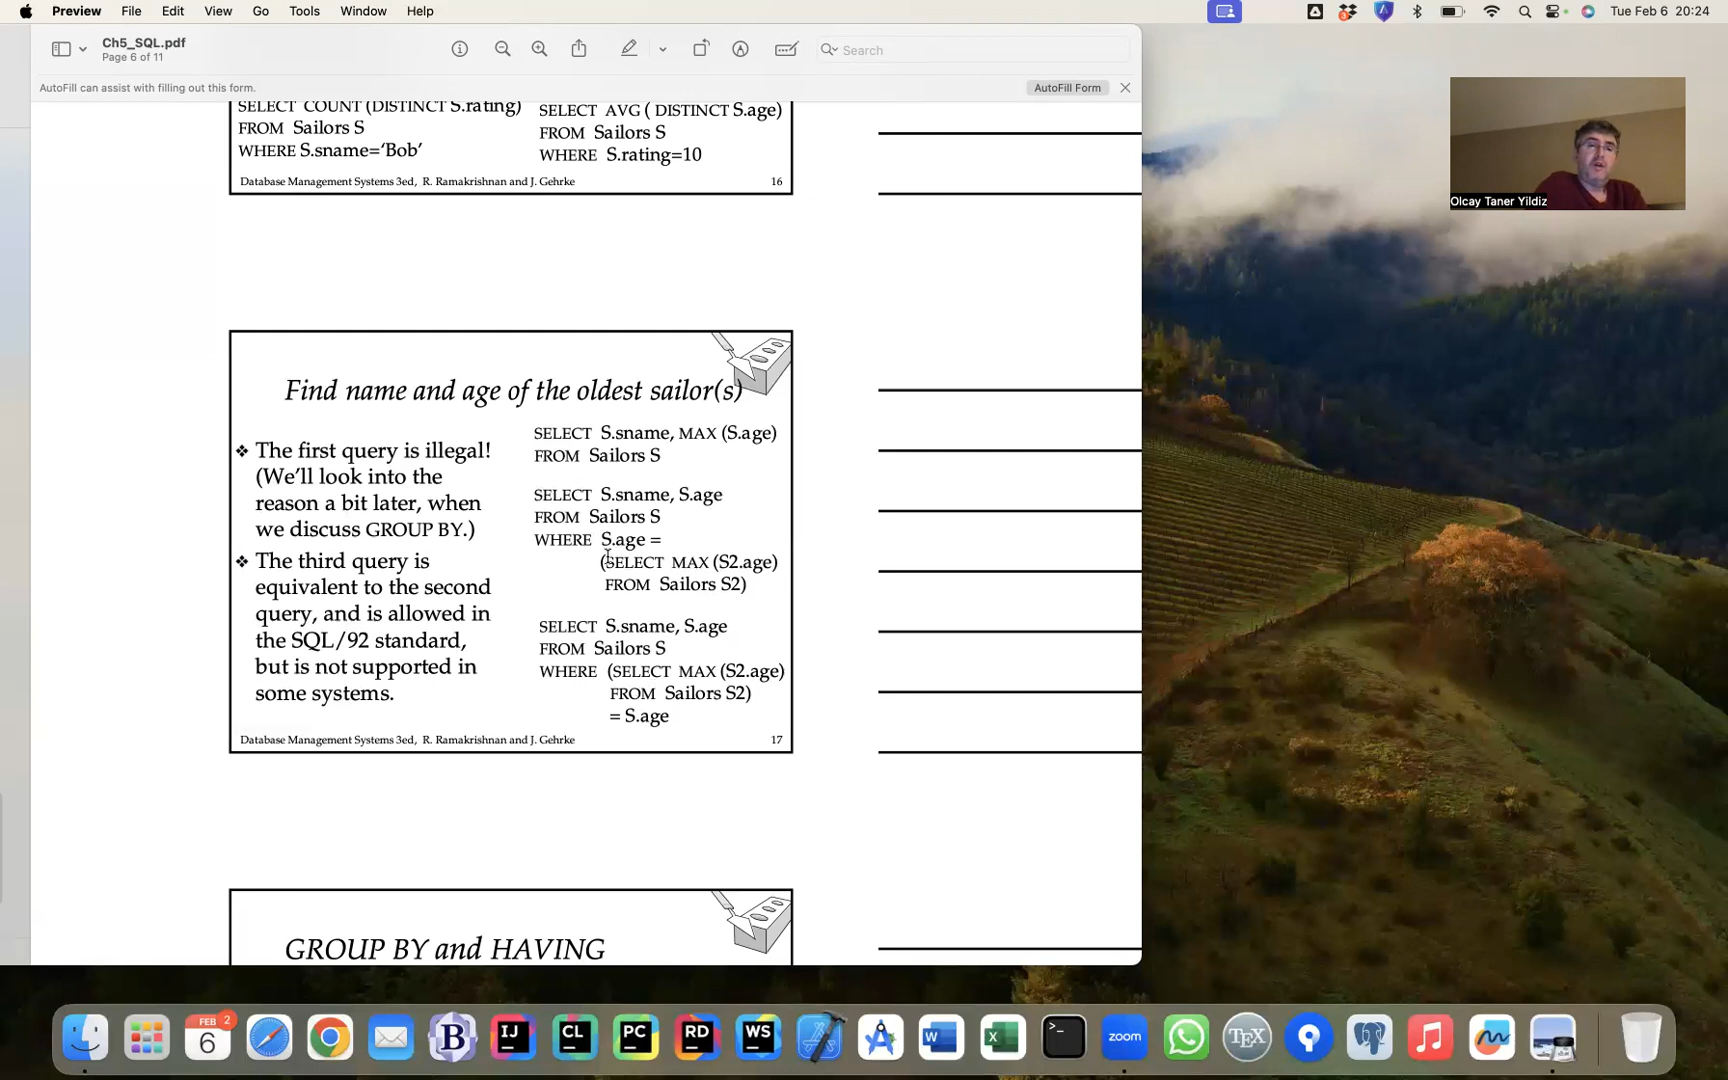 Preview File Edit View Go Tools Window Help
Tue Feb 6 20:24
Ch5_SQL.pdf
Page 6 of 11
Search
AutoFill can assist with filling out this form.
AutoFill Form
SELECT COUNT (DISTINCT S.rating)
FROM Sailors S
WHERE S.sname=‘Bob’
SELECT AVG ( DISTINCT S.age)
FROM Sailors S
WHERE S.rating=10
Database Management Systems 3ed, R. Ramakrishnan and J. Gehrke
16
Olcay Taner Yildiz
Find name and age of the oldest sailor(s)
❖ The first query is illegal!
(We’ll look into the
reason a bit later, when
we discuss GROUP BY.)
❖ The third query is
equivalent to the second
query, and is allowed in
the SQL/92 standard,
but is not supported in
some systems.
SELECT S.sname, MAX (S.age)
FROM Sailors S
SELECT S.sname, S.age
FROM Sailors S
WHERE S.age =
(SELECT MAX (S2.age)
FROM Sailors S2)
SELECT S.sname, S.age
FROM Sailors S
WHERE (SELECT MAX (S2.age)
FROM Sailors S2)
= S.age
Database Management Systems 3ed, R. Ramakrishnan and J. Gehrke
17
GROUP BY and HAVING
FEB 2
6
B
IJ
CL
PC
RD
WS
W
X
>_
zoom
TEX